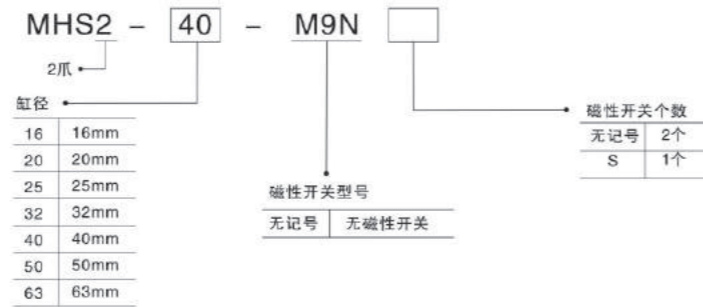 MHS2 - 40 - M9N
2爪
缸径
16 16mm
20 20mm
25 25mm
32 32mm
40 40mm
50 50mm
63 63mm
磁性开关型号
无记号 无磁性开关
磁性开关个数
无记号 2个
S 1个